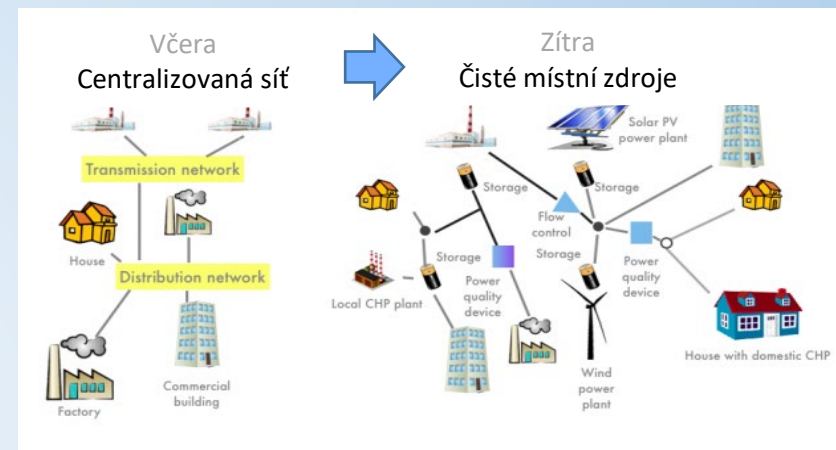 Včera
Centralizovaná síť
Zítra
Čisté místní zdroje
Transmission network
House
Distribution network
Factory
Commercial
building
Solar PV
power plant
Storage
Storage
Flow
control
Storage
Storage
Power
quality
device
Power
quality
device
Local CHP plant
Wind
power
plant
House with domestic CHP